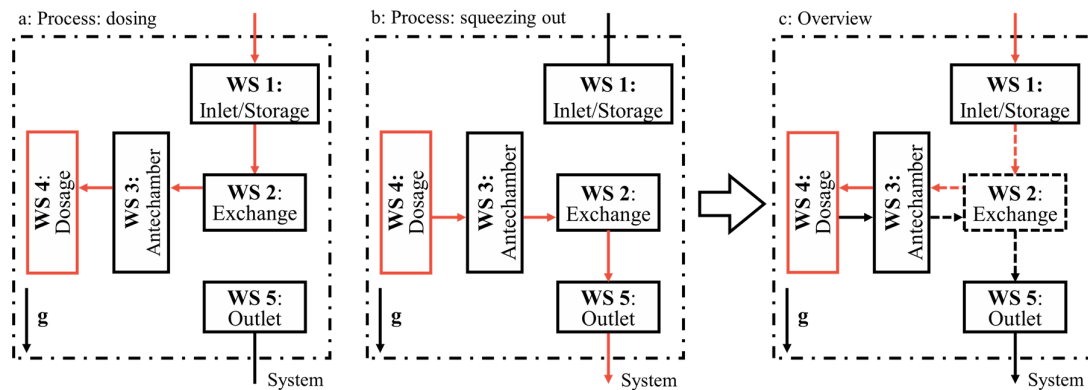 a: Process: dosing
WS 1:
Inlet/Storage
WS 4:
Dosage
WS 3:
Antechamber
WS 2:
Exchange
WS 5:
Outlet
g
System
b: Process: squeezing out
WS 1:
Inlet/Storage
WS 4:
Dosage
WS 3:
Antechamber
WS 2:
Exchange
WS 5:
Outlet
g
System
c: Overview
WS 1:
Inlet/Storage
WS 4:
Dosage
WS 3:
Antechamber
WS 2:
Exchange
WS 5:
Outlet
g
System